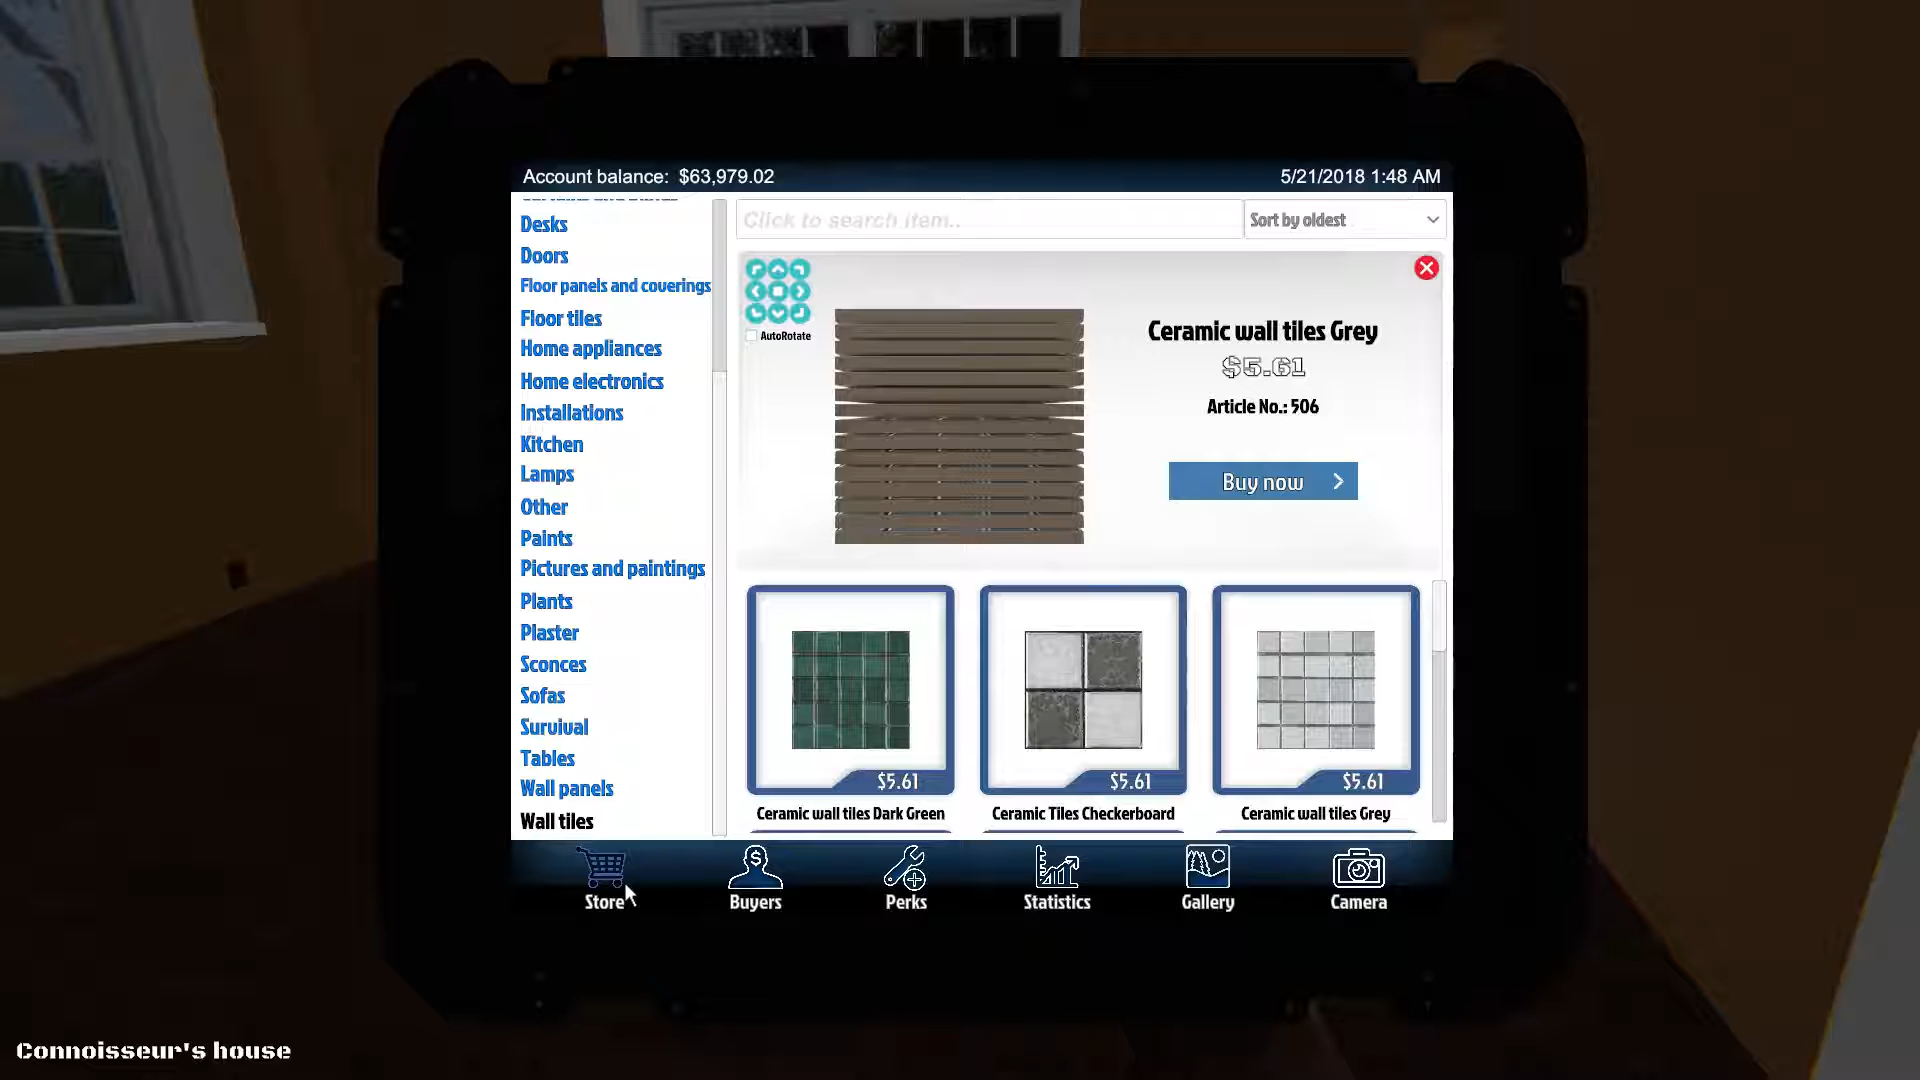 Account balance: $63,979.02
5/21/2018 1:48 AM
Desks
Doors
Floor panels and coverings
Floor tiles
Home appliances
Home electronics
Installations
Kitchen
Lamps
Other
Paints
Pictures and paintings
Plants
Plaster
Sconces
Sofas
Survival
Tables
Wall panels
Wall tiles
Click to search item..
Sort by oldest
AutoRotate
Ceramic wall tiles Grey
$5.61
Article No.: 506
Buy now
$5.61
$5.61
$5.61
Ceramic wall tiles Dark Green
Ceramic Tiles Checkerboard
Ceramic wall tiles Grey
Store
Buyers
Perks
Statistics
Gallery
Camera
Connoisseur's house